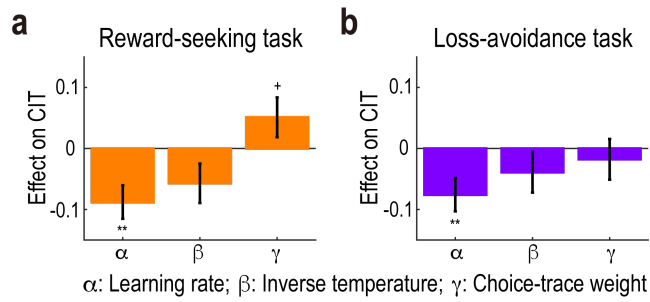 a
Reward-seeking task
Effect on CIT
0.1
0
-0.1
+
**
α
β
γ
b
Loss-avoidance task
Effect on CIT
0.1
0
-0.1
**
α
β
γ
α: Learning rate; β: Inverse temperature; γ: Choice-trace weight